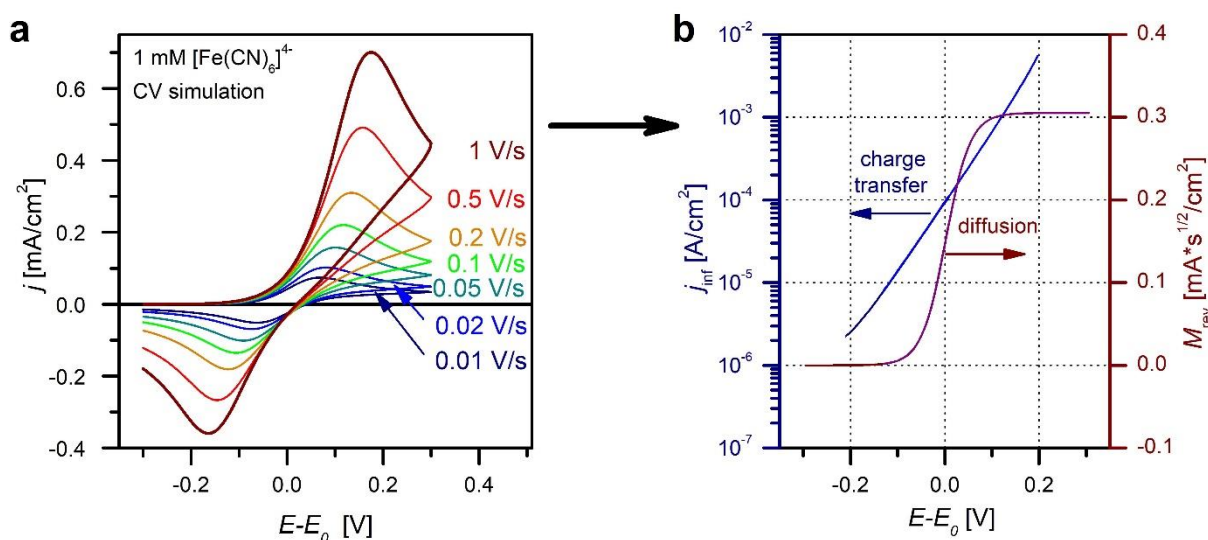 a
1 mM [Fe(CN)₆]⁴⁻
CV simulation
0.6
0.4
0.2
0.0
-0.2
-0.4
j [mA/cm²]
1 V/s
0.5 V/s
0.2 V/s
0.1 V/s
0.05 V/s
0.02 V/s
0.01 V/s
-0.2 0.0 0.2 0.4
E-E₀ [V]
b
10⁻²
10⁻³
10⁻⁴
10⁻⁵
10⁻⁶
10⁻⁷
j_inf [A/cm²]
charge
transfer
diffusion
0.4
0.3
0.2
0.1
0.0
-0.1
M_rev [mA*s^1/2/cm²]
-0.2 0.0 0.2
E-E₀ [V]